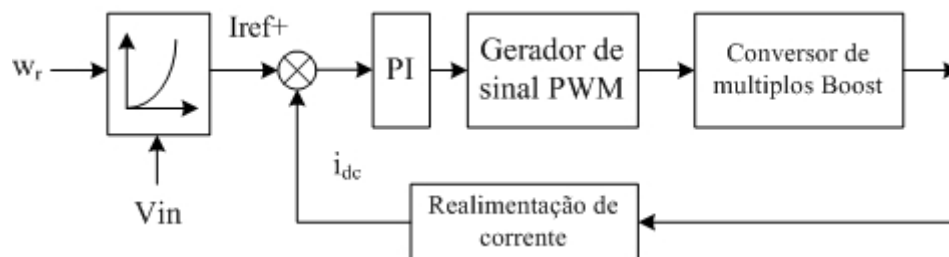 w_r
Iref+
Vin
PI
Gerador de
sinal PWM
Conversor de
multiplos Boost
i_dc
Realimentação de
corrente